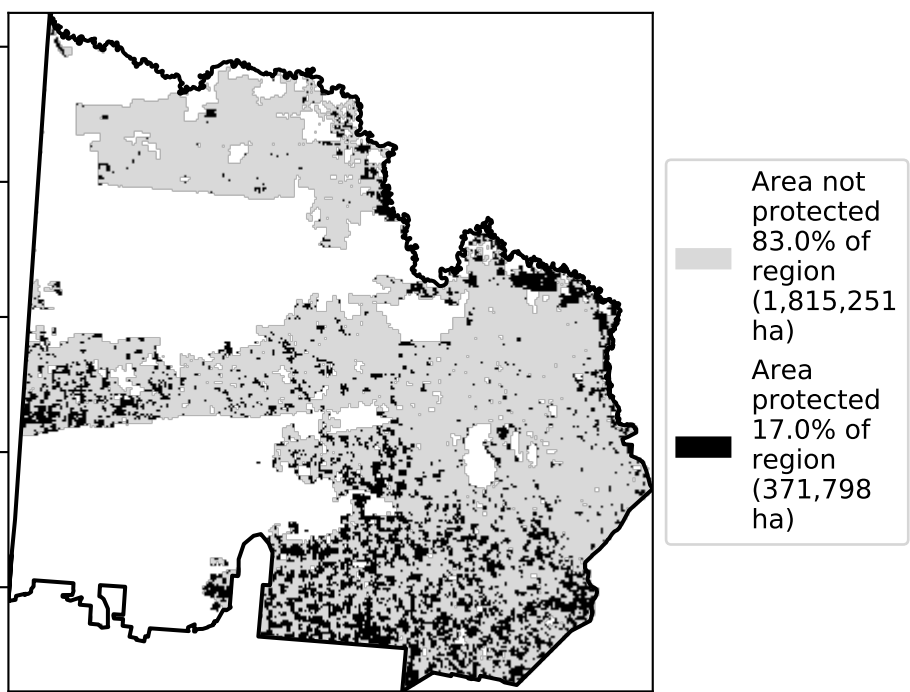 Area not
protected
83.0% of
region
(1,815,251
ha)
Area
protected
17.0% of
region
(371,798
ha)